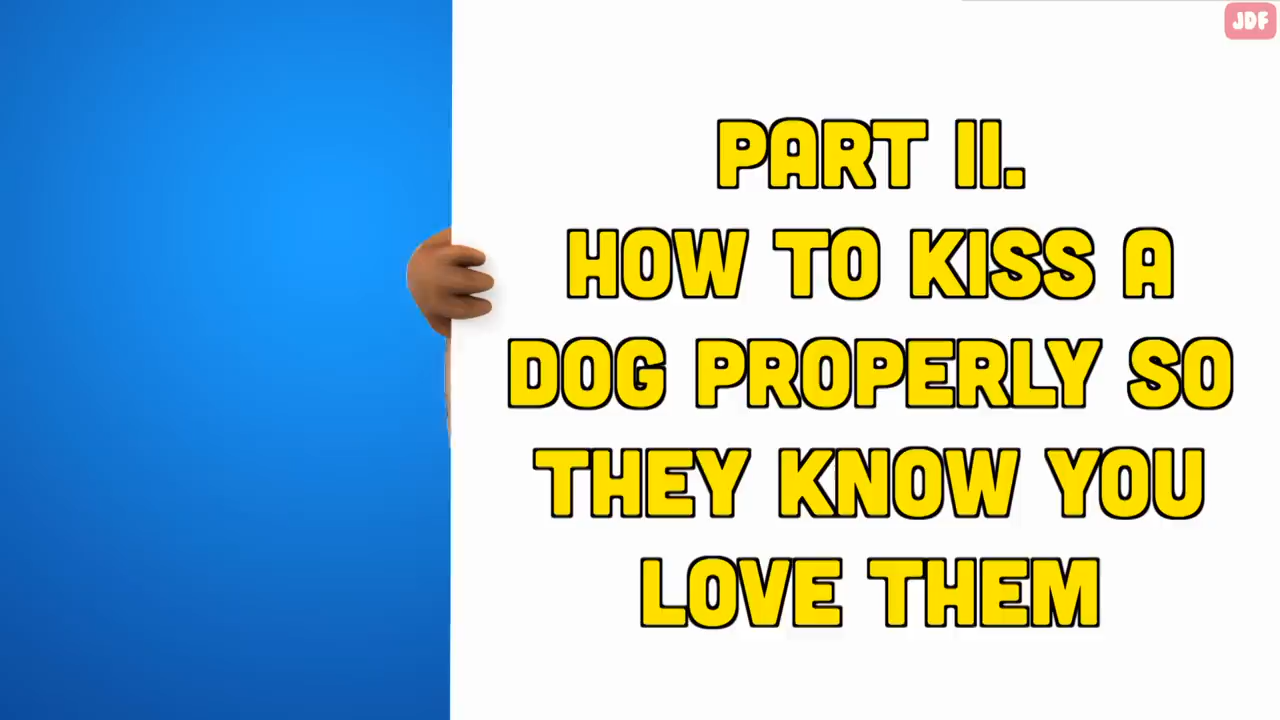 JDF
PART II.
HOW TO KISS A
DOG PROPERLY SO
THEY KNOW YOU
LOVE THEM